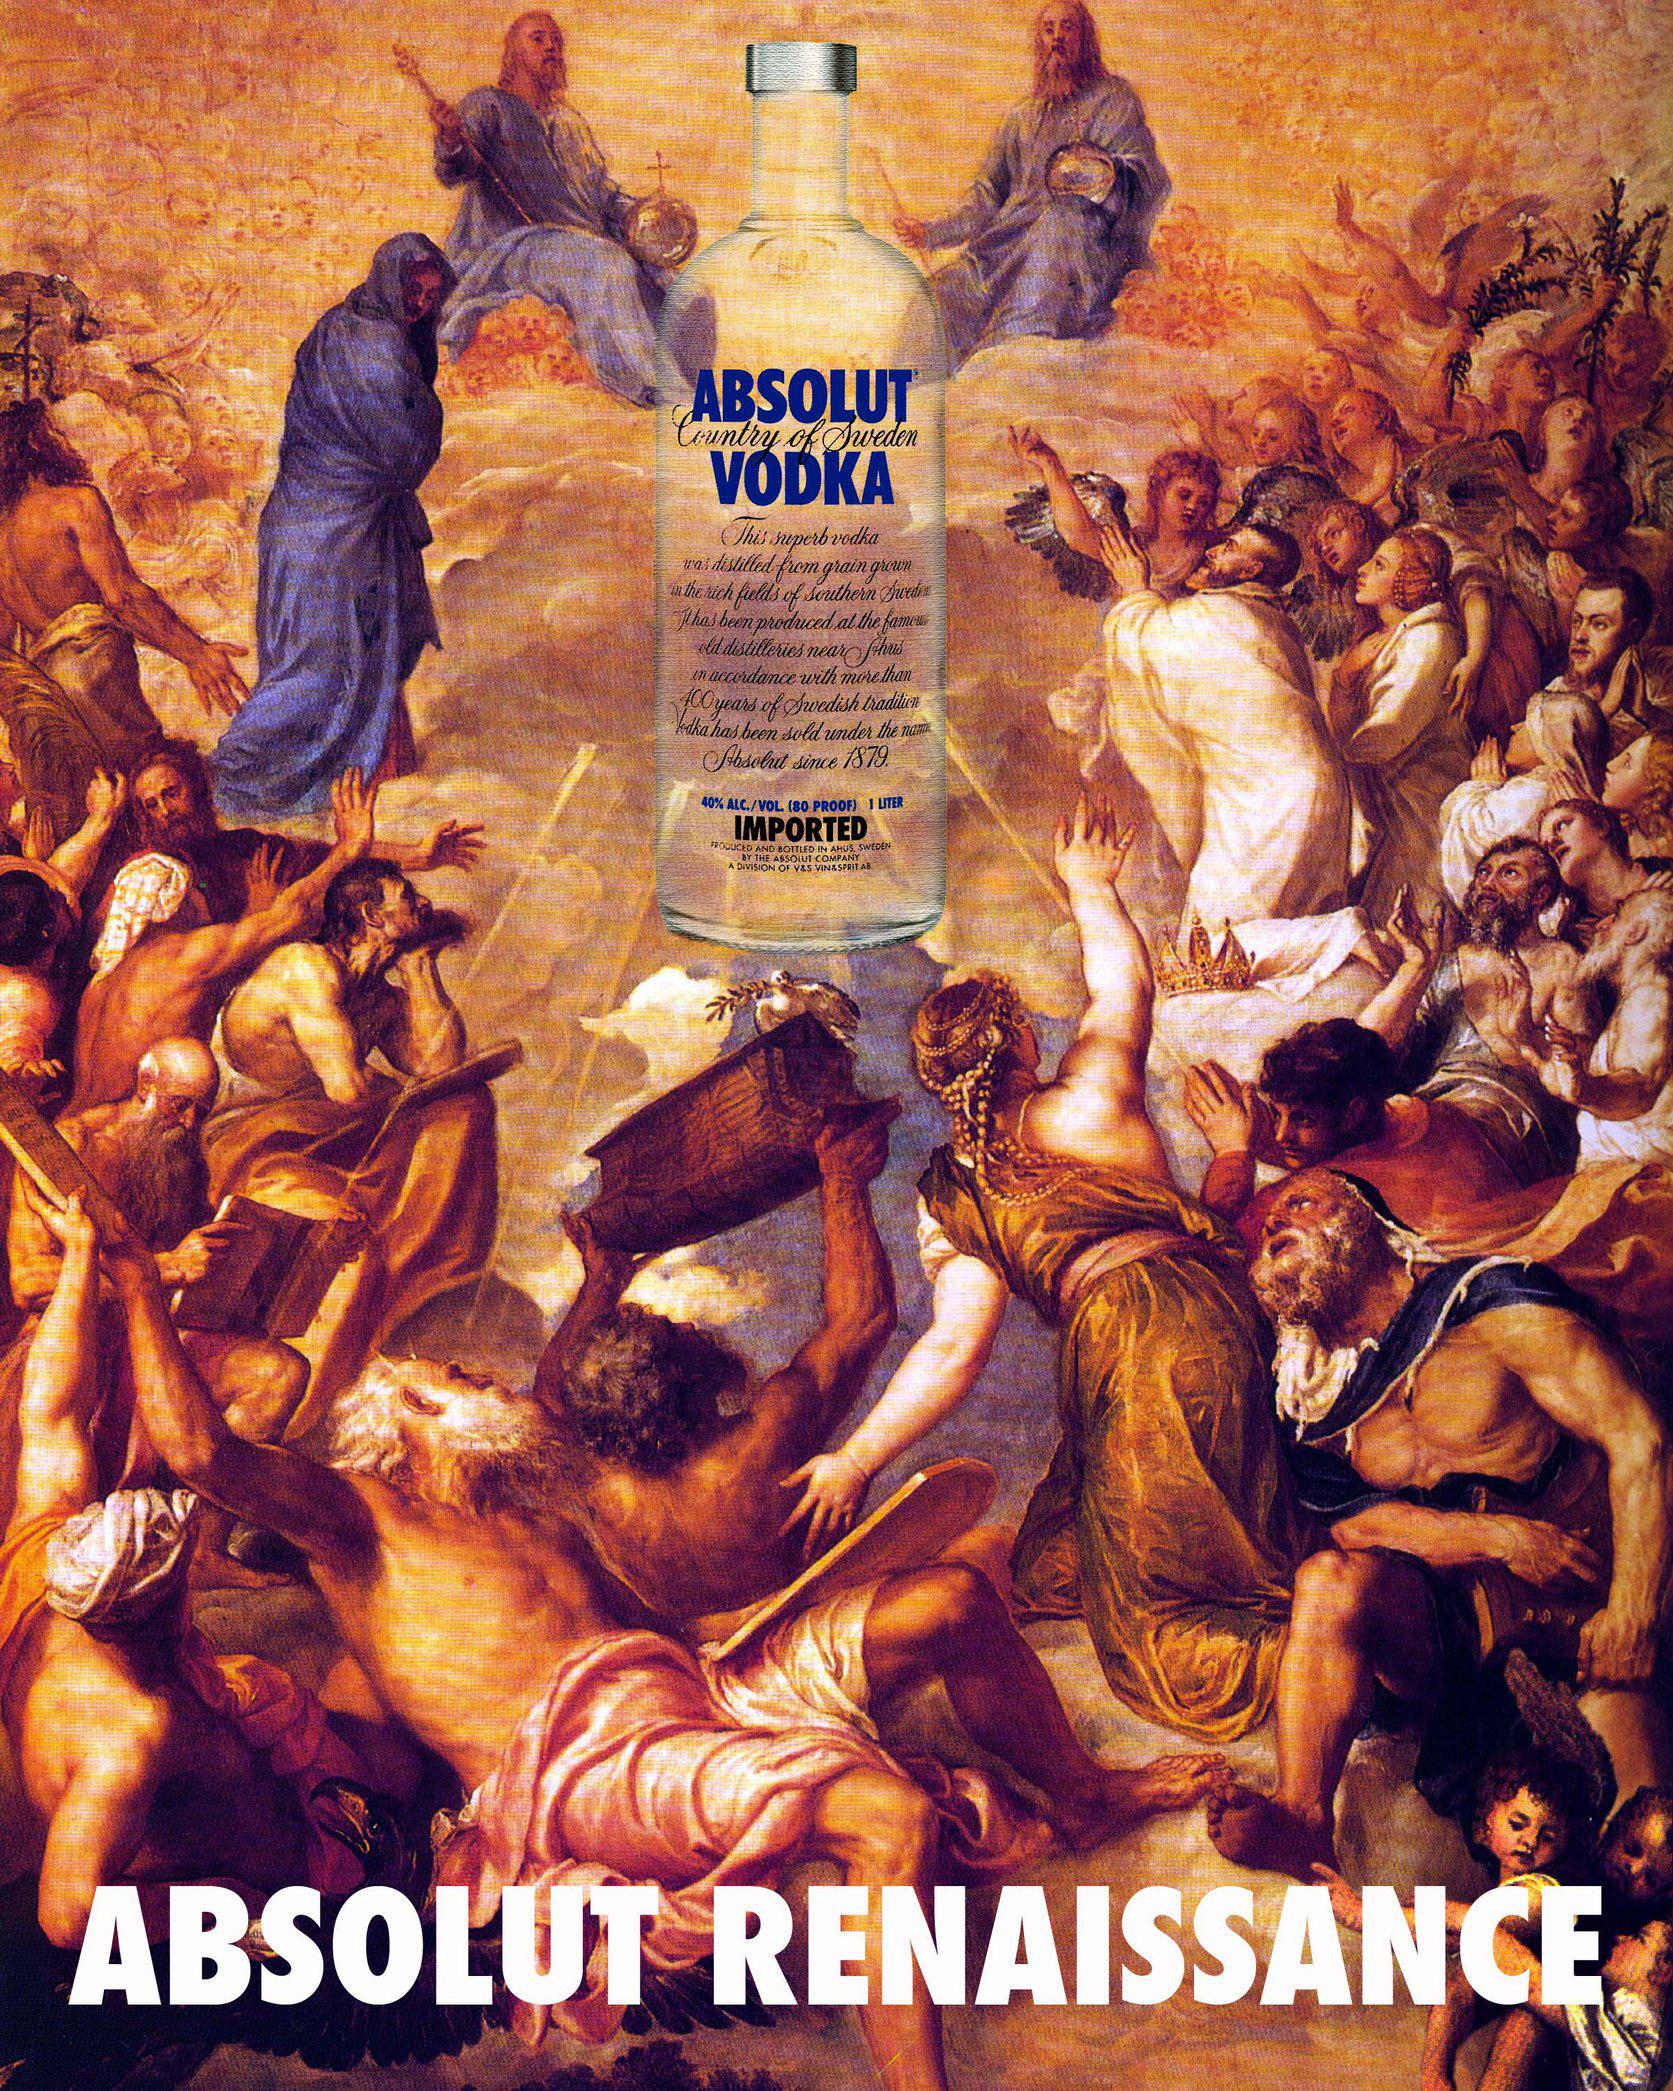 ABSOLUT
Country of Sweden
VODKA
This superb vodka
was distilled from grain grown
in the rich fields of southern Sweden
It has been produced at the famous
old distilleries near Åhus
in accordance with more than
400 years of Swedish tradition
Vodka has been sold under the name
Absolut since 1879.
40% ALC./VOL. (80 PROOF) 1 LITER
IMPORTED
PRODUCED AND BOTTLED IN AHUS, SWEDEN
BY THE ABSOLUT COMPANY
A DIVISION OF V&S VIN&SPRIT AB.
ABSOLUT RENAISSANCE